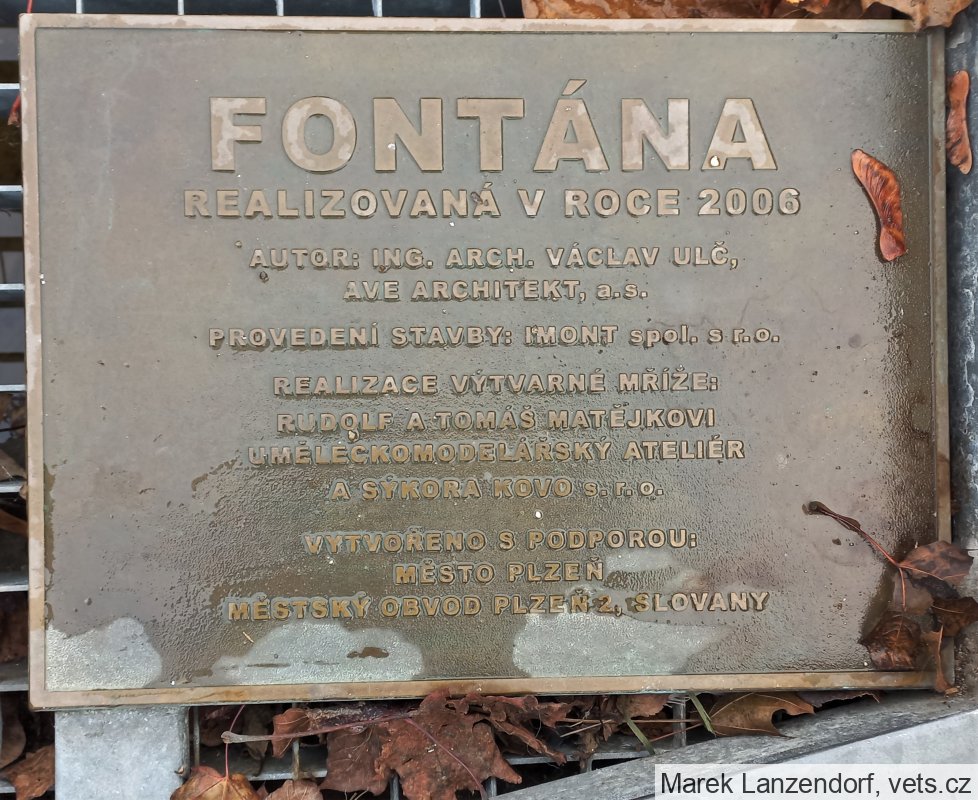 FONTÁNA
REALIZOVANÁ V ROCE 2006
AUTOR: ING. ARCH. VÁCLAV ULČ,
AVE ARCHITEKT, a.s.
PROVEDENÍ STAVBY: I'MONT spol. s r.o.
REALIZACE VÝTVARNÉ MŘÍŽE:
RUDOLF A TOMÁŠ MATĚJKOVI
UMĚLECKOMODELÁŘSKÝ ATELIÉR
A SÝKORA KOVO s.r.o.
VYTVOŘENO S PODPOROU:
MĚSTO PLZEŇ
MĚSTSKÝ OBVOD PLZEŇ 2, SLOVANY
Marek Lanzendorf, vets.cz